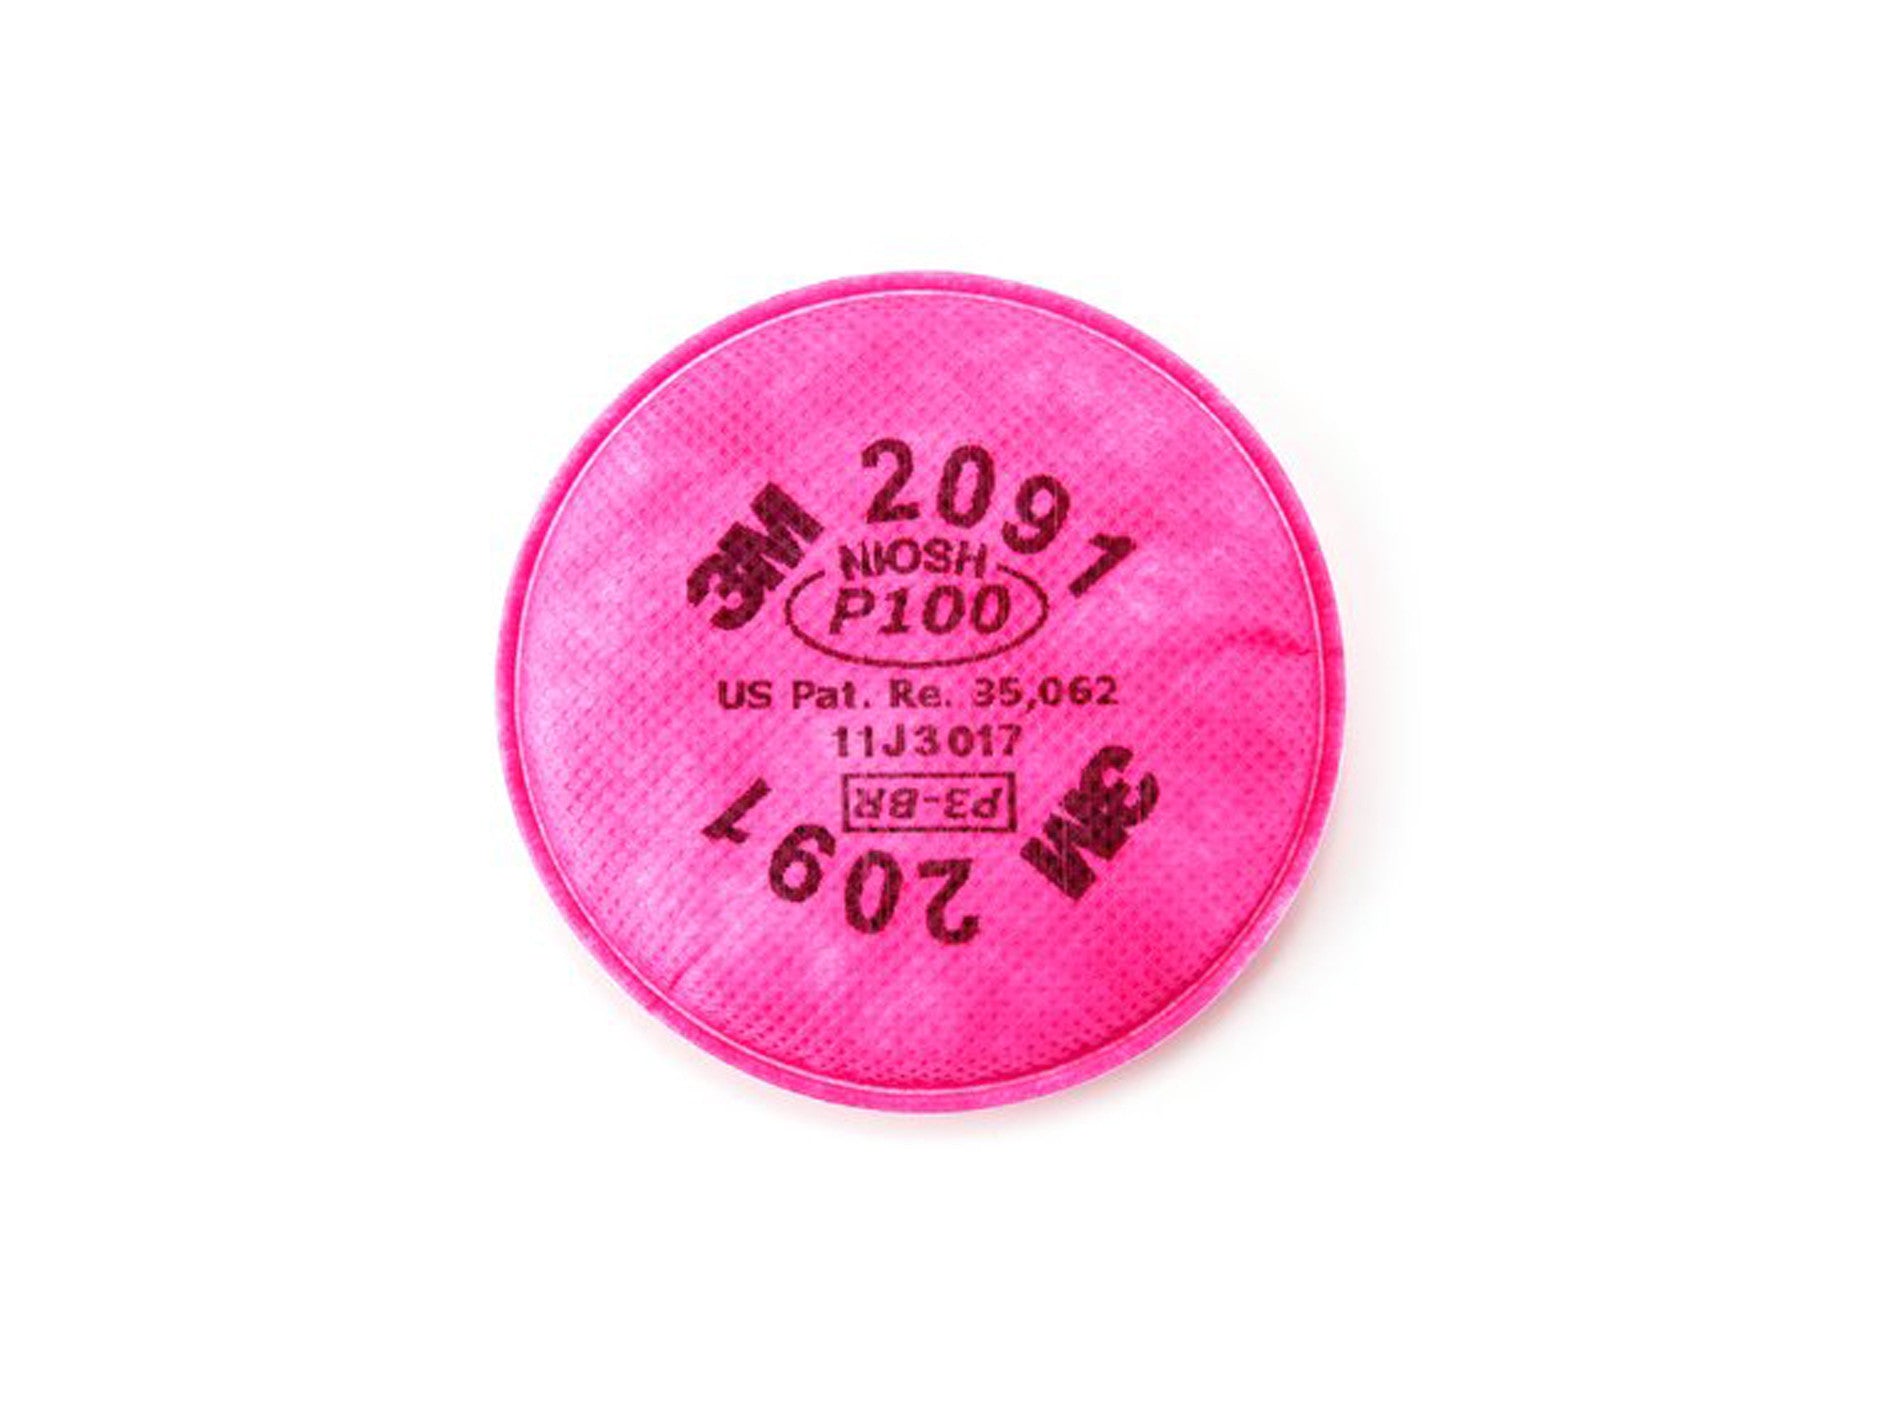 3M 2091
NIOSH
P100
US Pat. Re. 35,062
11J3017
P3-BR
3M 2091